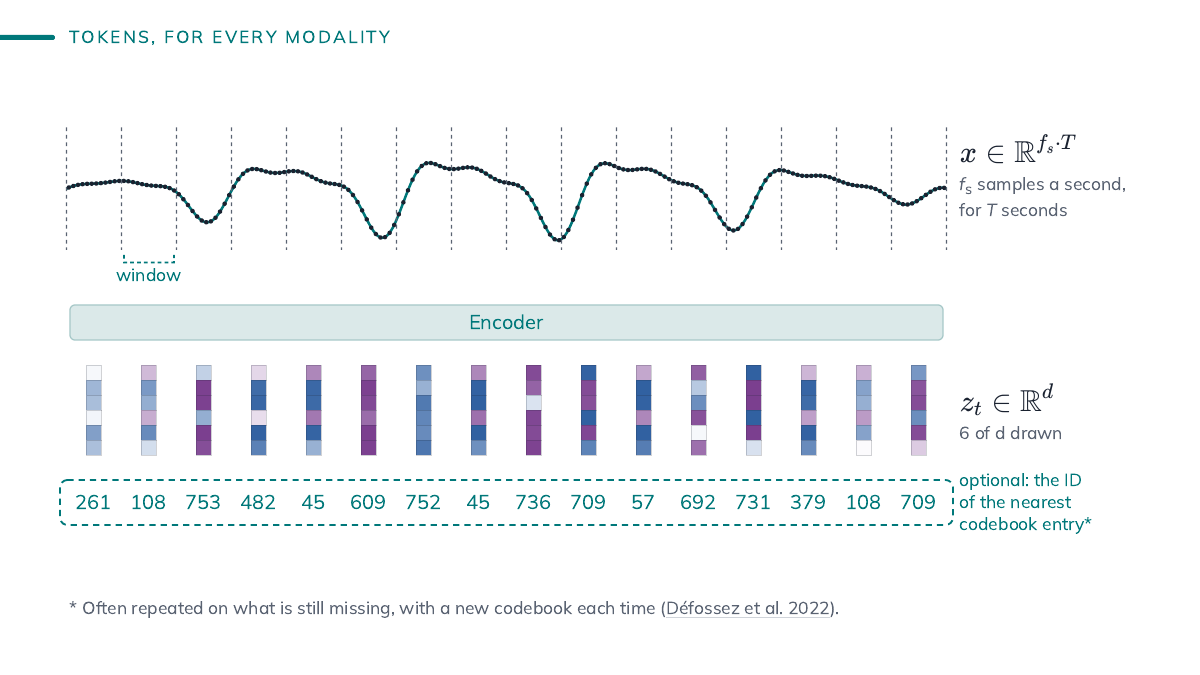 TOKENS, FOR EVERY MODALITY
x ∈ ℝ^{f_s·T}
f_s samples a second,
for T seconds
window
Encoder
z_t ∈ ℝ^d
6 of d drawn
261 108 753 482 45 609 752 45 736 709 57 692 731 379 108 709
optional: the ID
of the nearest
codebook entry*
* Often repeated on what is still missing, with a new codebook each time (Défossez et al. 2022).